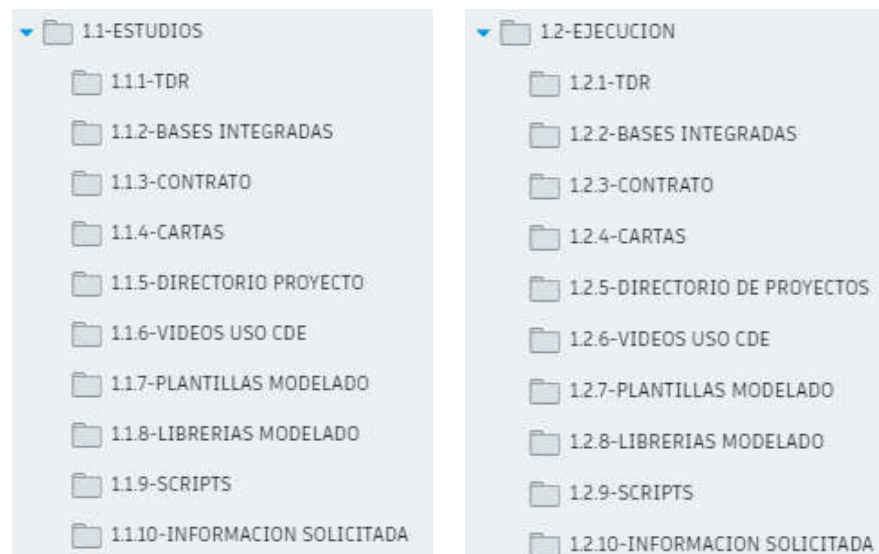 1.1-ESTUDIOS
1.1.1-TDR
1.1.2-BASES INTEGRADAS
1.1.3-CONTRATO
1.1.4-CARTAS
1.1.5-DIRECTORIO PROYECTO
1.1.6-VIDEOS USO CDE
1.1.7-PLANTILLAS MODELADO
1.1.8-LIBRERIAS MODELADO
1.1.9-SCRIPTS
1.1.10-INFORMACION SOLICITADA
1.2-EJECUCION
1.2.1-TDR
1.2.2-BASES INTEGRADAS
1.2.3-CONTRATO
1.2.4-CARTAS
1.2.5-DIRECTORIO DE PROYECTOS
1.2.6-VIDEOS USO CDE
1.2.7-PLANTILLAS MODELADO
1.2.8-LIBRERIAS MODELADO
1.2.9-SCRIPTS
1.2.10-INFORMACION SOLICITADA